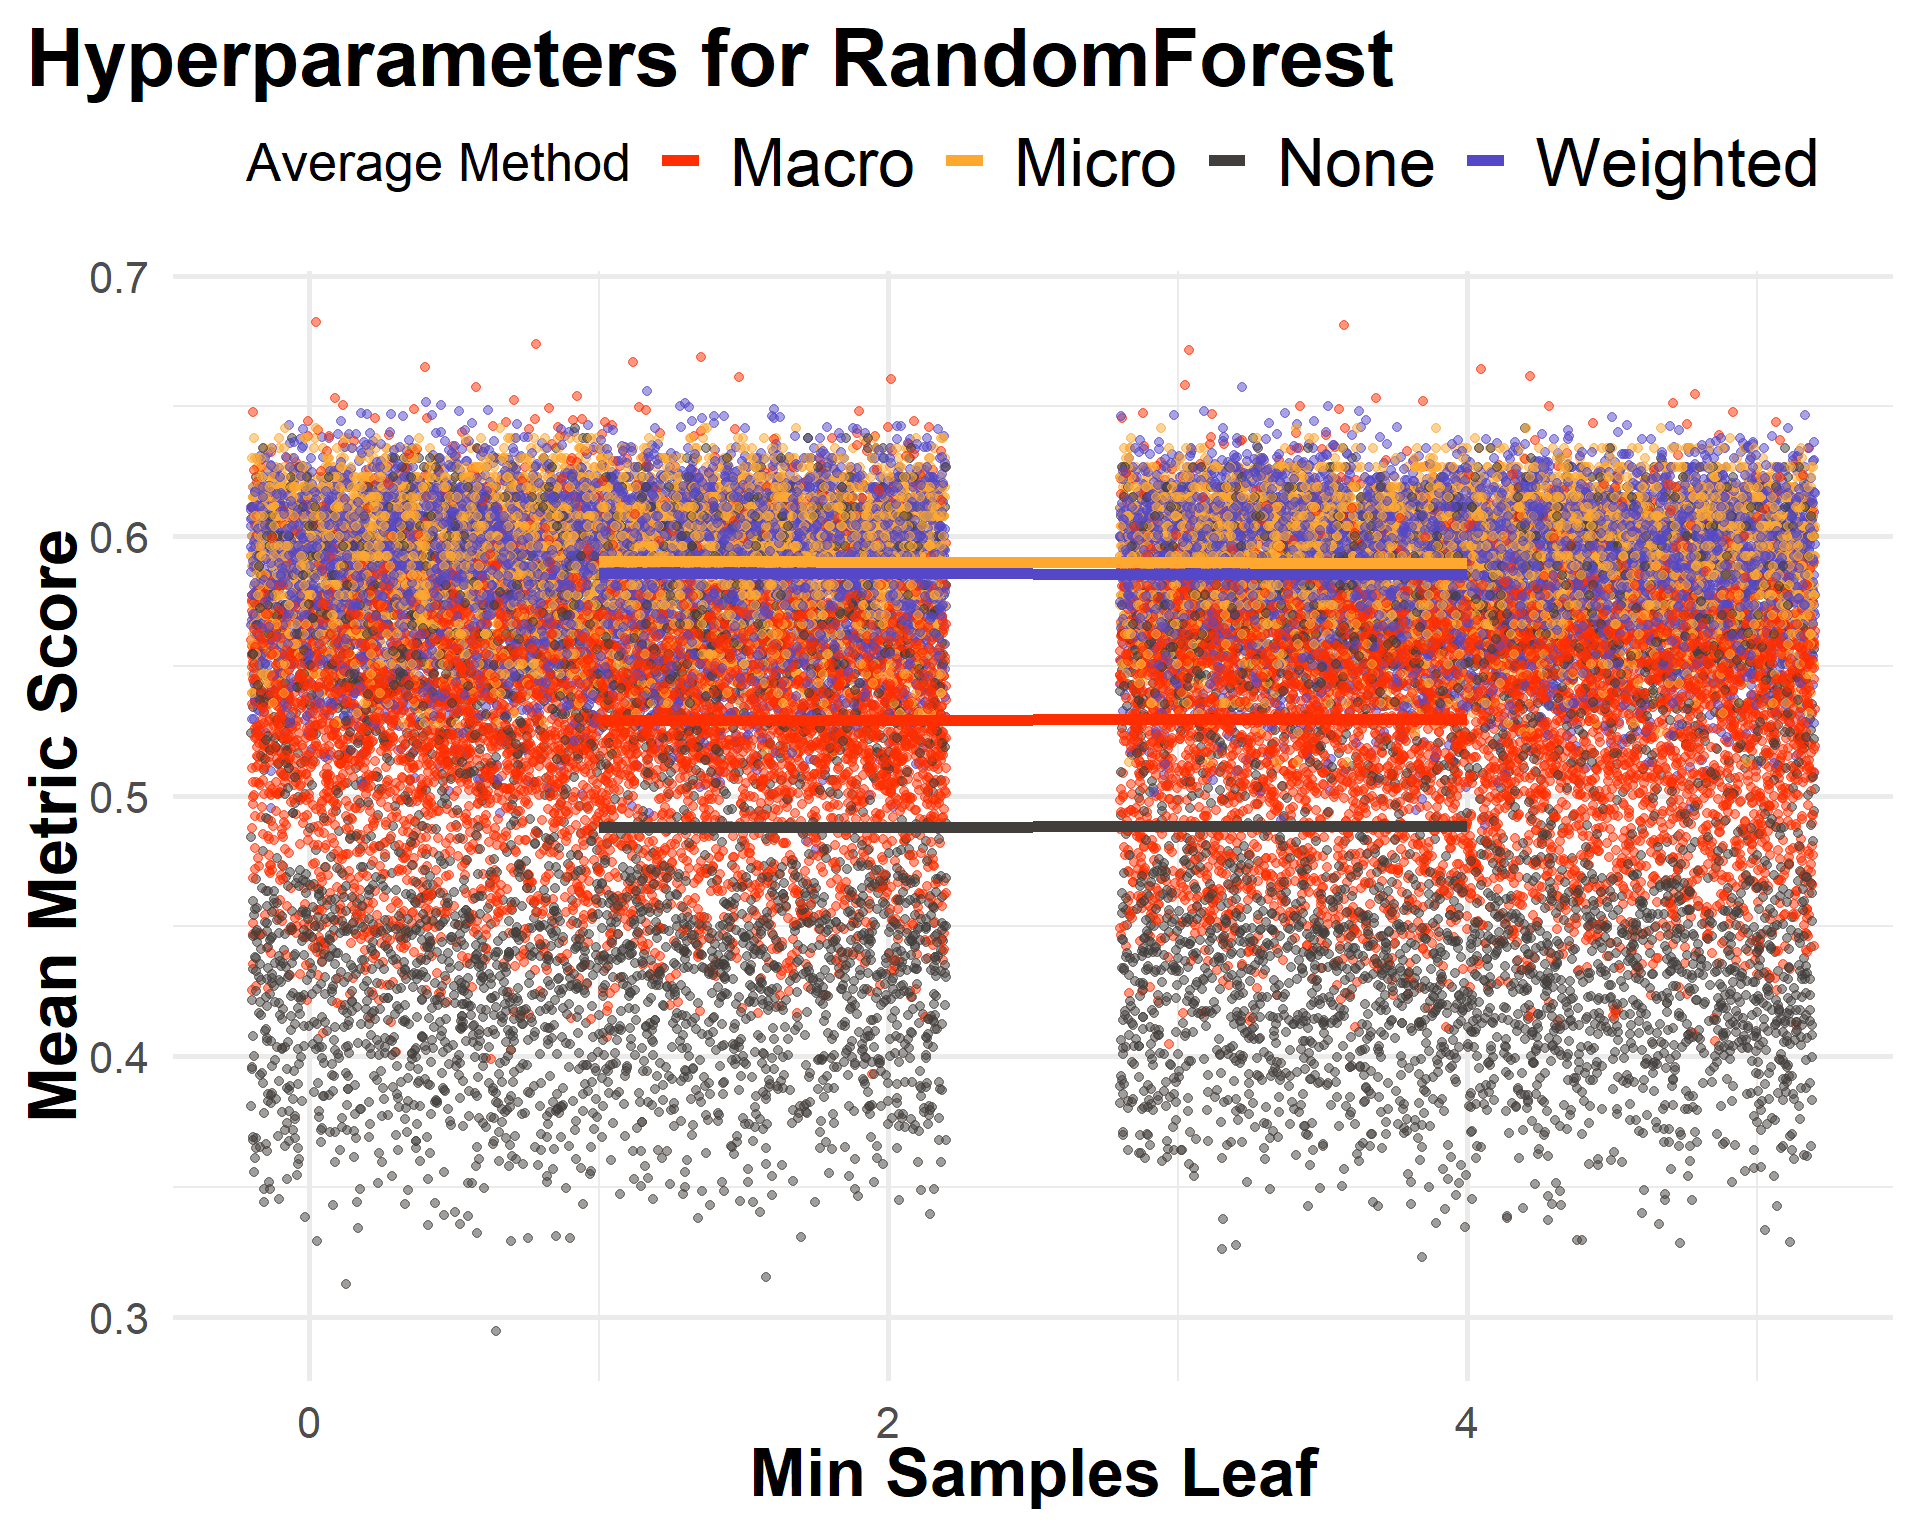 Hyperparameters for RandomForest
Average Method Macro Micro None Weighted
0.7
0.6
0.5
0.4
0.3
Mean Metric Score
0 2 4
Min Samples Leaf